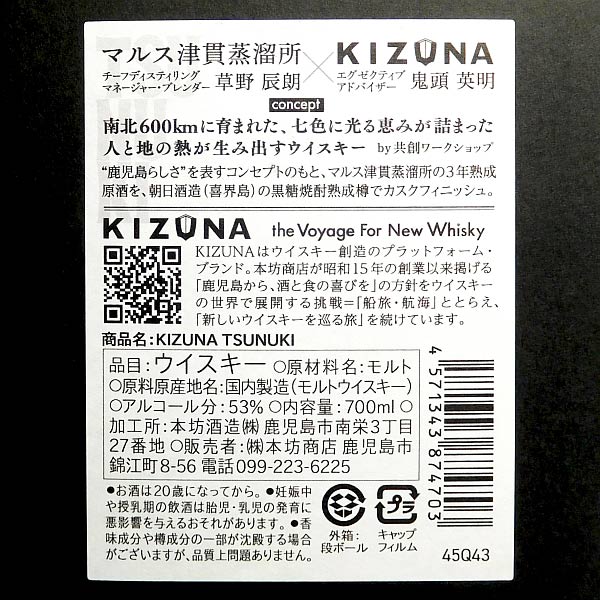 マルス津貫蒸溜所 × KIZUNA
チーフディスティリング
マネージャー・ブレンダー 草野 辰朗
エグゼクティブ
アドバイザー 鬼頭 英明
concept
南北600kmに育まれた、七色に光る恵みが詰まった
人と地の熱が生み出すウイスキー by 共創ワークショップ
“鹿児島らしさ”を表すコンセプトのもと、マルス津貫蒸溜所の3年熟成
原酒を、朝日酒造(喜界島)の黒糖焼酎熟成樽でカスクフィニッシュ。
KIZUNA the Voyage For New Whisky
KIZUNAはウイスキー創造のプラットフォーム・
ブランド。本坊商店が昭和15年の創業以来掲げる
「鹿児島から、酒と食の喜びを」の方針をウイスキー
の世界で展開する挑戦=「船旅・航海」ととらえ、
「新しいウイスキーを巡る旅」を続けています。
商品名:KIZUNA TSUNUKI
品目:ウイスキー ○原材料名:モルト
○原料原産地名:国内製造(モルトウイスキー)
○アルコール分:53% ○内容量:700ml ○
加工所:本坊酒造㈱ 鹿児島市南栄3丁目
27番地 ○販売者:㈱本坊商店 鹿児島市
錦江町8-56 電話099-223-6225
●お酒は20歳になってから。●妊娠中
や授乳期の飲酒は胎児・乳児の発育に
悪影響を与えるおそれがあります。●香
味成分や樽成分の一部が沈殿する場合
がございますが、品質上問題ありません。
外箱:
段ボール
プラ
キャップ
フィルム
4571343874703
45Q43